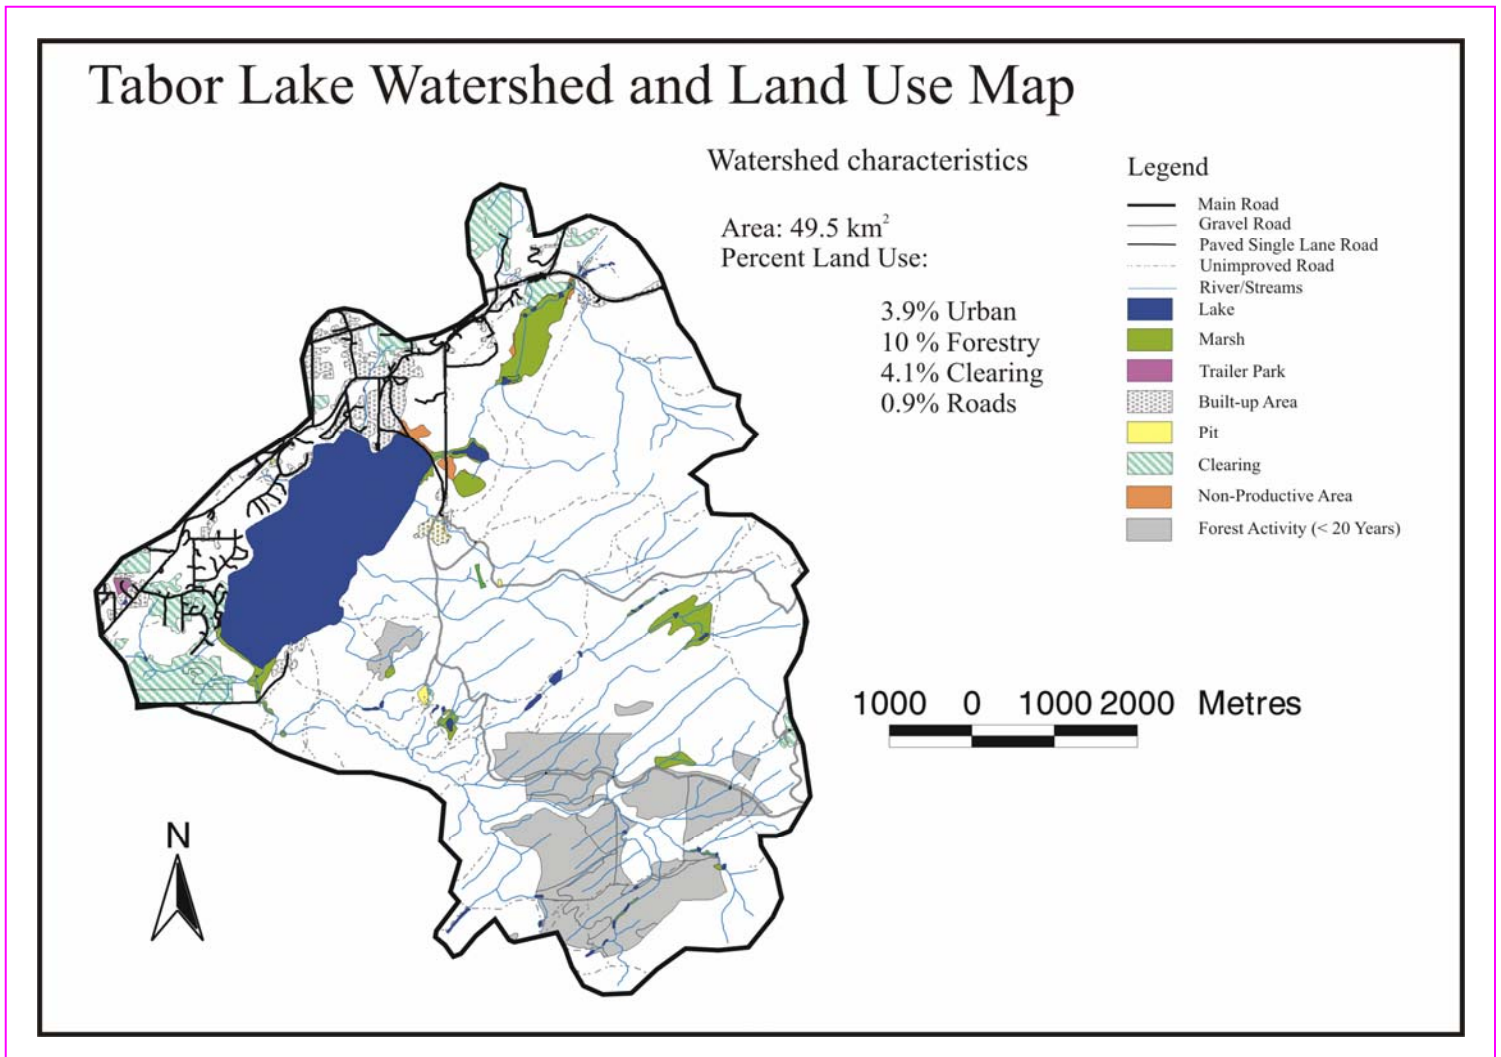 Tabor Lake Watershed and Land Use Map
Watershed characteristics
Area: 49.5 km²
Percent Land Use:
3.9% Urban
10 % Forestry
4.1% Clearing
0.9% Roads
Legend
Main Road
Gravel Road
Paved Single Lane Road
Unimproved Road
River/Streams
Lake
Marsh
Trailer Park
Built-up Area
Pit
Clearing
Non-Productive Area
Forest Activity (< 20 Years)
1000 0 1000 2000 Metres
N